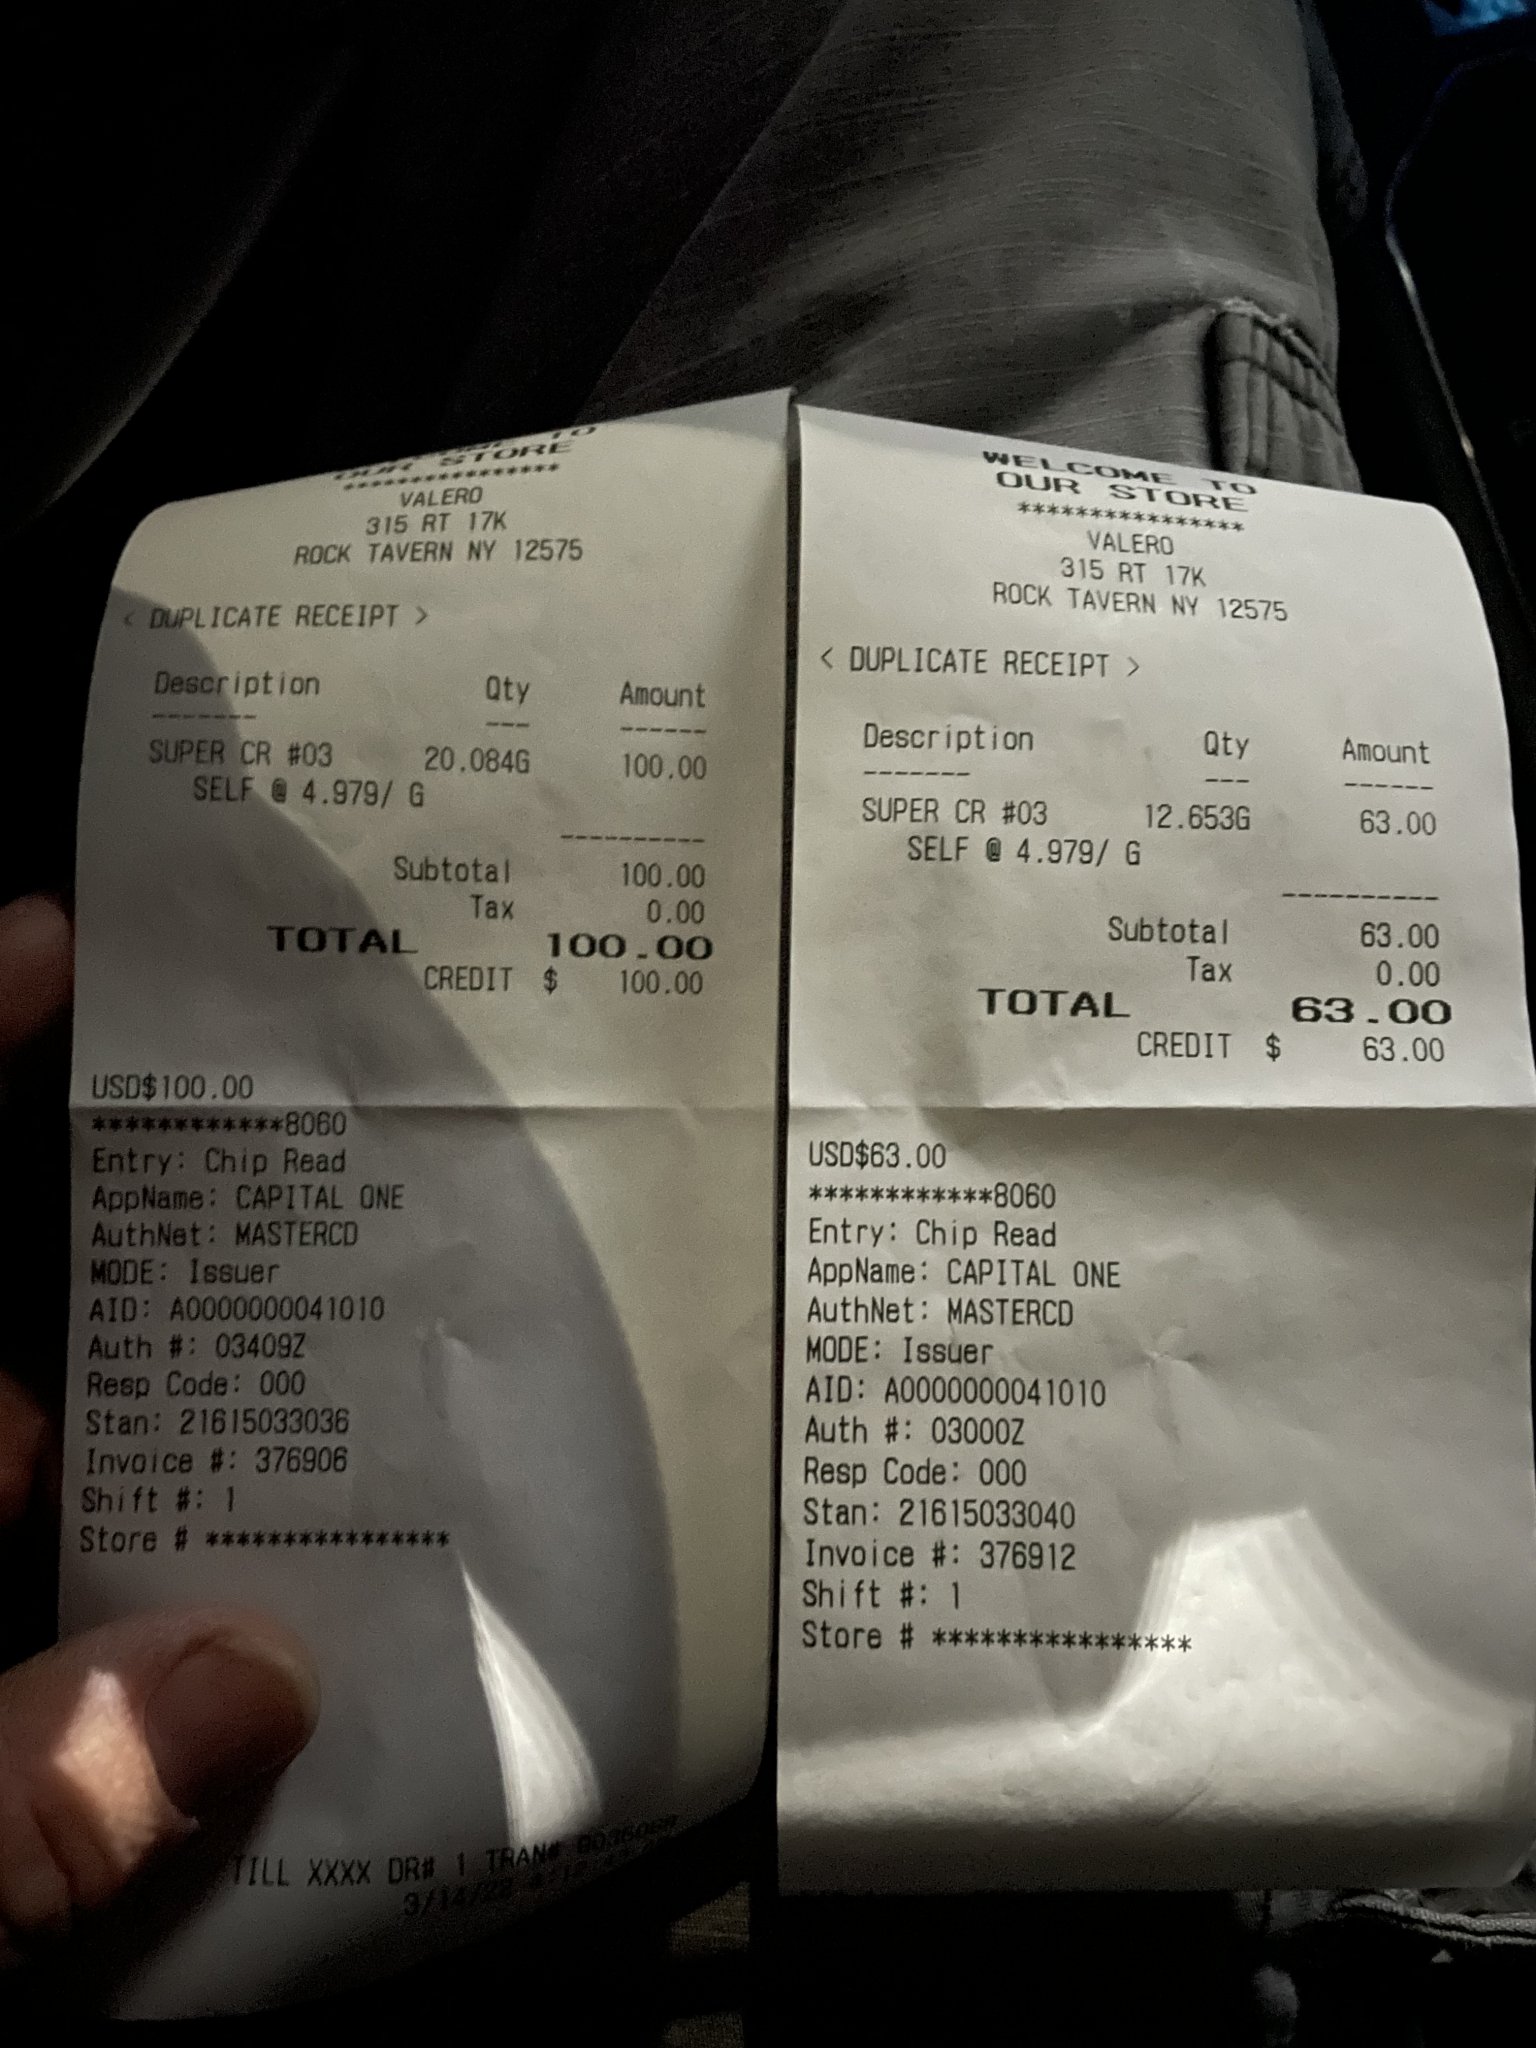 TO
OUR STORE
****************
VALERO
315 RT 17K
ROCK TAVERN NY 12575
< DUPLICATE RECEIPT >
Description Qty Amount
------- --- ------
SUPER CR #03 20.084G 100.00
SELF @ 4.979/ G
----------
Subtotal 100.00
Tax 0.00
TOTAL 100.00
CREDIT $ 100.00
USD$100.00
************8060
Entry: Chip Read
AppName: CAPITAL ONE
AuthNet: MASTERCD
MODE: Issuer
AID: A0000000041010
Auth #: 03409Z
Resp Code: 000
Stan: 21615033036
Invoice #: 376906
Shift #: 1
Store # ****************
TILL XXXX DR# 1 TRAN#
WELCOME TO
OUR STORE
****************
VALERO
315 RT 17K
ROCK TAVERN NY 12575
< DUPLICATE RECEIPT >
Description Qty Amount
------- --- ------
SUPER CR #03 12.653G 63.00
SELF @ 4.979/ G
----------
Subtotal 63.00
Tax 0.00
TOTAL 63.00
CREDIT $ 63.00
USD$63.00
************8060
Entry: Chip Read
AppName: CAPITAL ONE
AuthNet: MASTERCD
MODE: Issuer
AID: A0000000041010
Auth #: 03000Z
Resp Code: 000
Stan: 21615033040
Invoice #: 376912
Shift #: 1
Store # ****************